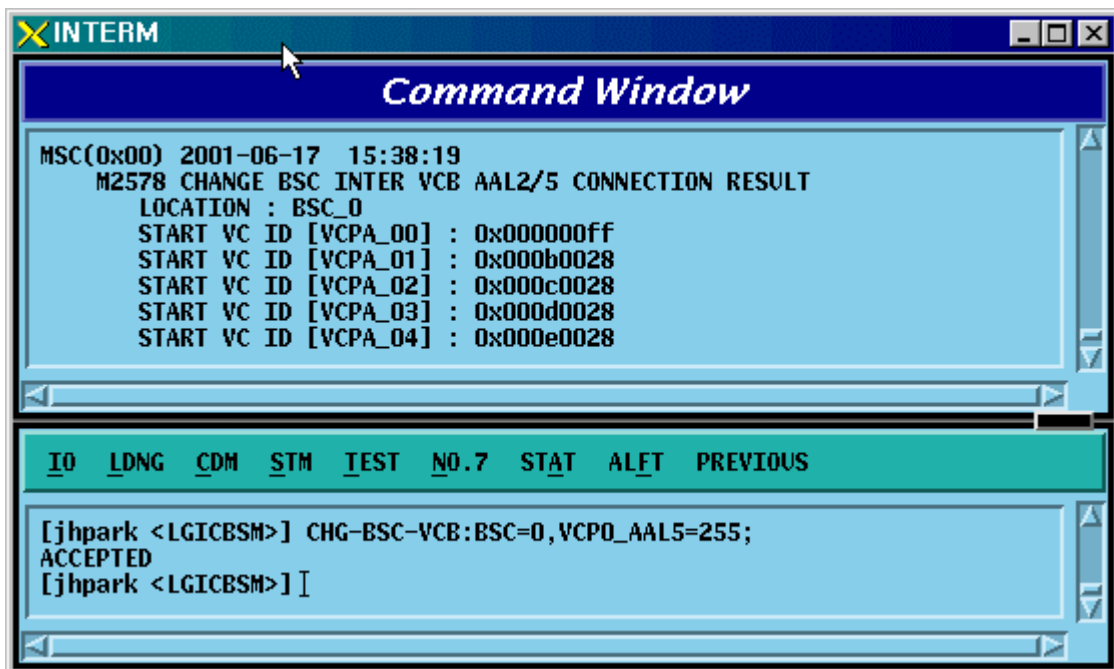 INTERM
Command Window
MSC(0x00) 2001-06-17 15:38:19
M2578 CHANGE BSC INTER VCB AAL2/5 CONNECTION RESULT
LOCATION : BSC_0
START VC ID [VCPA_00] : 0x000000ff
START VC ID [VCPA_01] : 0x000b0028
START VC ID [VCPA_02] : 0x000c0028
START VC ID [VCPA_03] : 0x000d0028
START VC ID [VCPA_04] : 0x000e0028
IO LDNG CDM STM TEST NO.7 STAT ALFT PREVIOUS
[jhpark <LGICBSM>] CHG-BSC-VCB:BSC=0,VCP0_AAL5=255;
ACCEPTED
[jhpark <LGICBSM>]